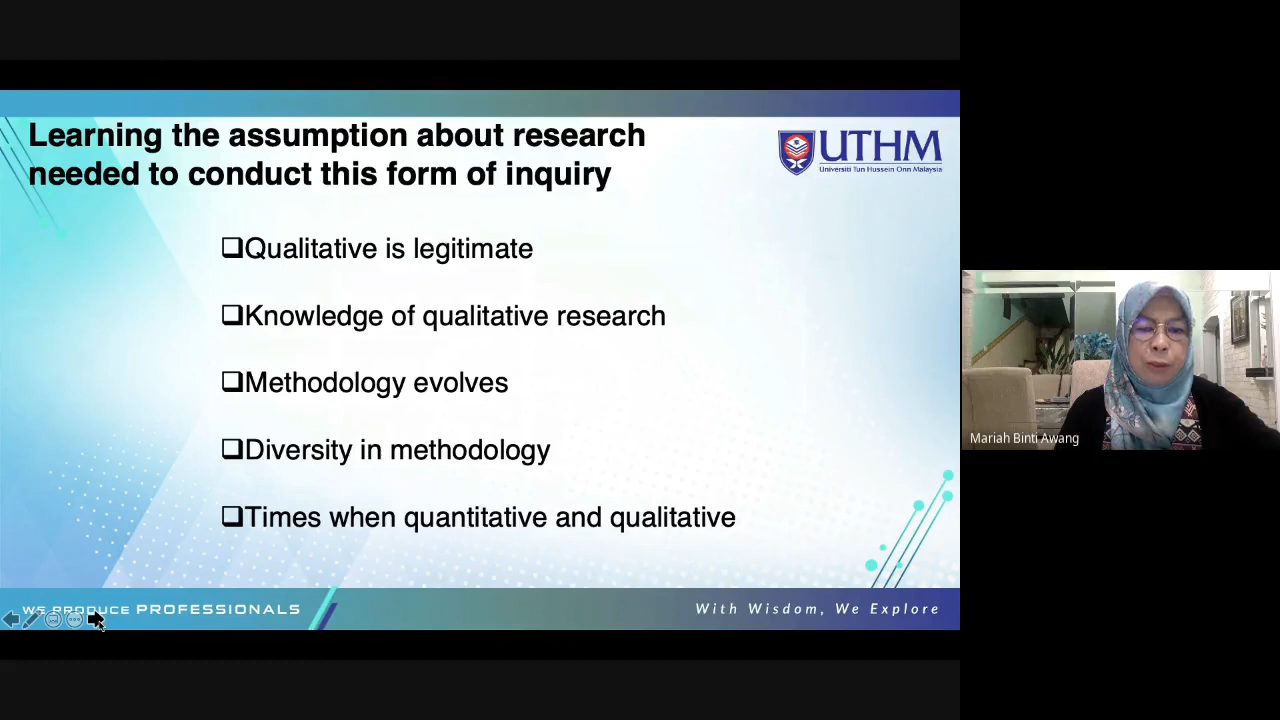 Learning the assumption about research
needed to conduct this form of inquiry
UTHM
Universiti Tun Hussein Onn Malaysia
Qualitative is legitimate
Knowledge of qualitative research
Methodology evolves
Diversity in methodology
Times when quantitative and qualitative
Mariah Binti Awang
WE PRODUCE PROFESSIONALS
With Wisdom, We Explore